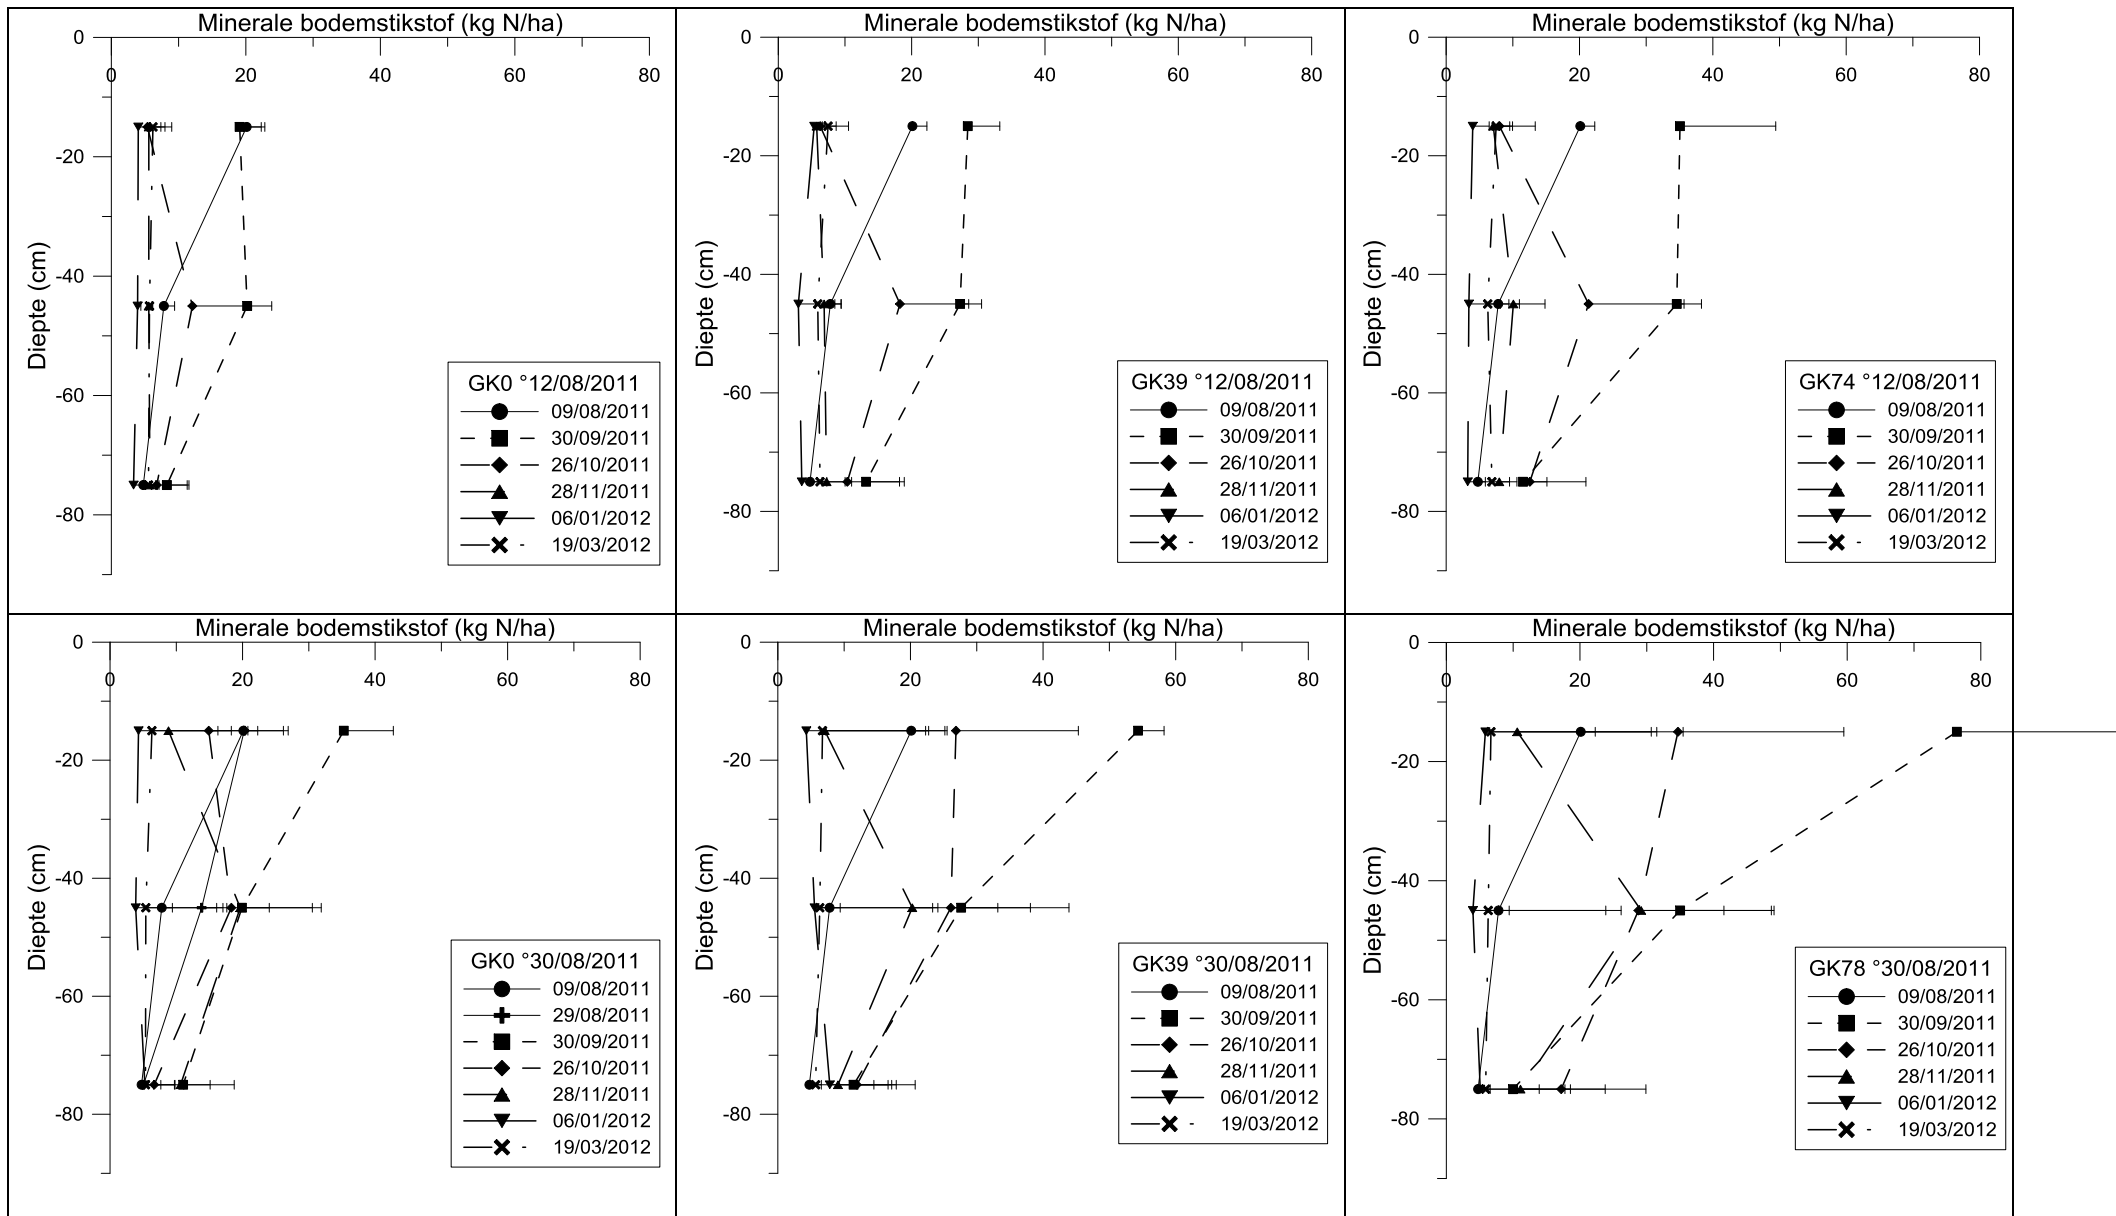 Minerale bodemstikstof (kg N/ha)
0
0 20 40 60 80
-20
-40
-60
-80
Diepte (cm)
GK0 °12/08/2011
09/08/2011
30/09/2011
26/10/2011
28/11/2011
06/01/2012
19/03/2012
Minerale bodemstikstof (kg N/ha)
0
0 20 40 60 80
-20
-40
-60
-80
Diepte (cm)
GK39 °12/08/2011
09/08/2011
30/09/2011
26/10/2011
28/11/2011
06/01/2012
19/03/2012
Minerale bodemstikstof (kg N/ha)
0
0 20 40 60 80
-20
-40
-60
-80
Diepte (cm)
GK74 °12/08/2011
09/08/2011
30/09/2011
26/10/2011
28/11/2011
06/01/2012
19/03/2012
Minerale bodemstikstof (kg N/ha)
0
0 20 40 60 80
-20
-40
-60
-80
Diepte (cm)
GK0 °30/08/2011
09/08/2011
29/08/2011
30/09/2011
26/10/2011
28/11/2011
06/01/2012
19/03/2012
Minerale bodemstikstof (kg N/ha)
0
0 20 40 60 80
-20
-40
-60
-80
Diepte (cm)
GK39 °30/08/2011
09/08/2011
30/09/2011
26/10/2011
28/11/2011
06/01/2012
19/03/2012
Minerale bodemstikstof (kg N/ha)
0
0 20 40 60 80
-20
-40
-60
-80
Diepte (cm)
GK78 °30/08/2011
09/08/2011
30/09/2011
26/10/2011
28/11/2011
06/01/2012
19/03/2012